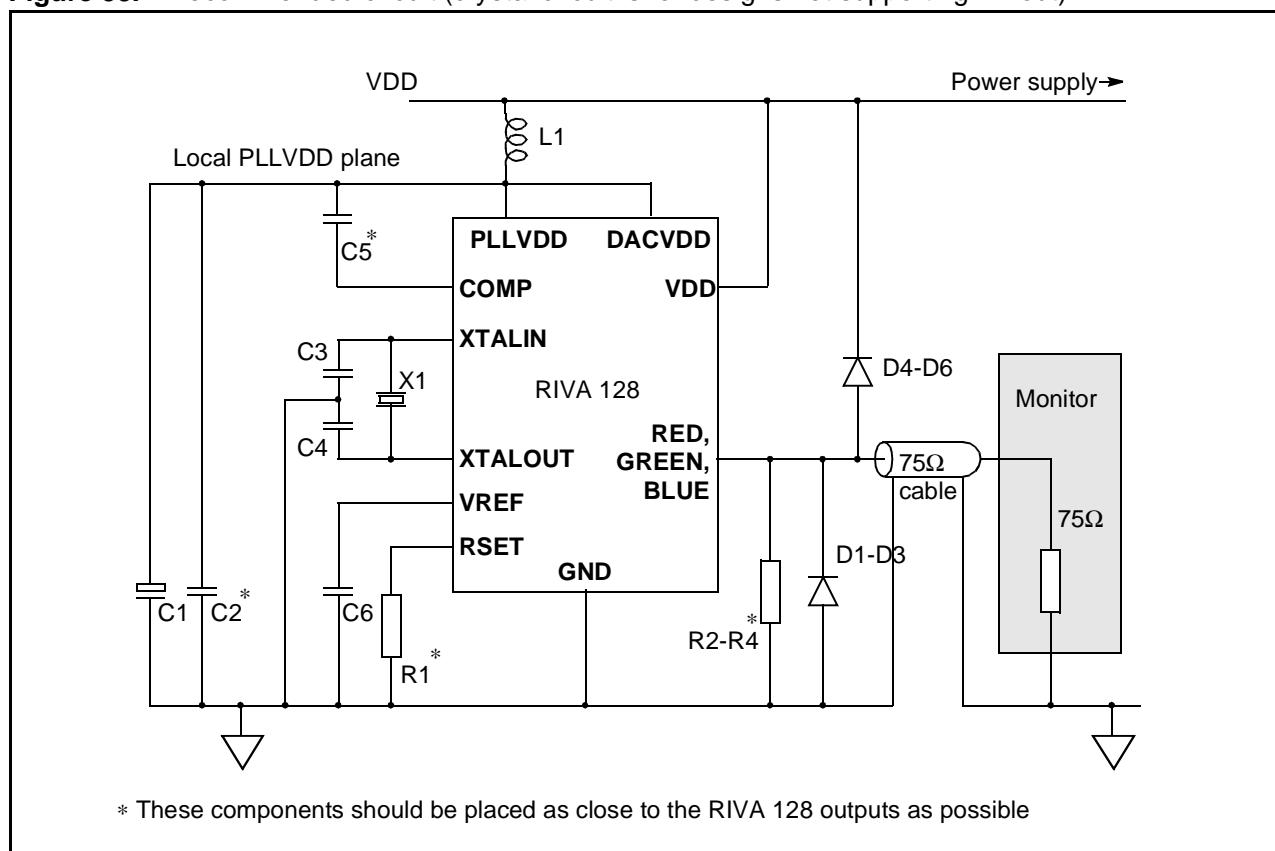 VDD
Power supply→
L1
Local PLLVDD plane
PLLVDD DACVDD
C5*
COMP VDD
XTALIN
C3
X1
D4-D6
RIVA 128
Monitor
C4
RED,
GREEN,
BLUE
XTALOUT
75Ω
cable
VREF
75Ω
RSET
D1-D3
GND
C1 C2* C6
R1*
R2-R4*
* These components should be placed as close to the RIVA 128 outputs as possible